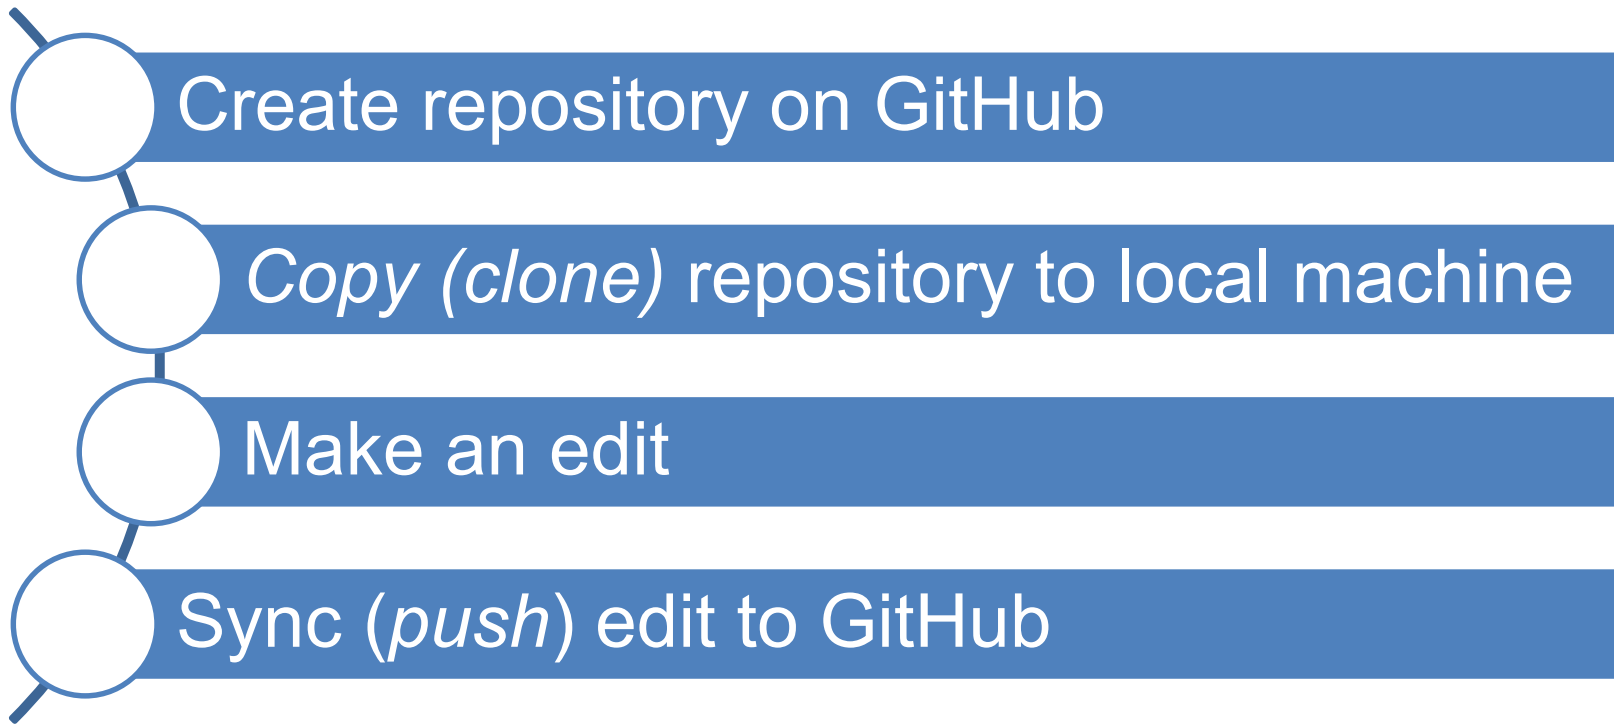 Create repository on GitHub
Copy (clone) repository to local machine
Make an edit
Sync (push) edit to GitHub